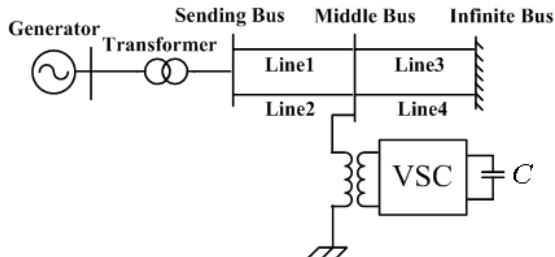 Sending Bus Middle Bus Infinite Bus
Generator
Transformer
Line1 Line3
Line2 Line4
VSC C